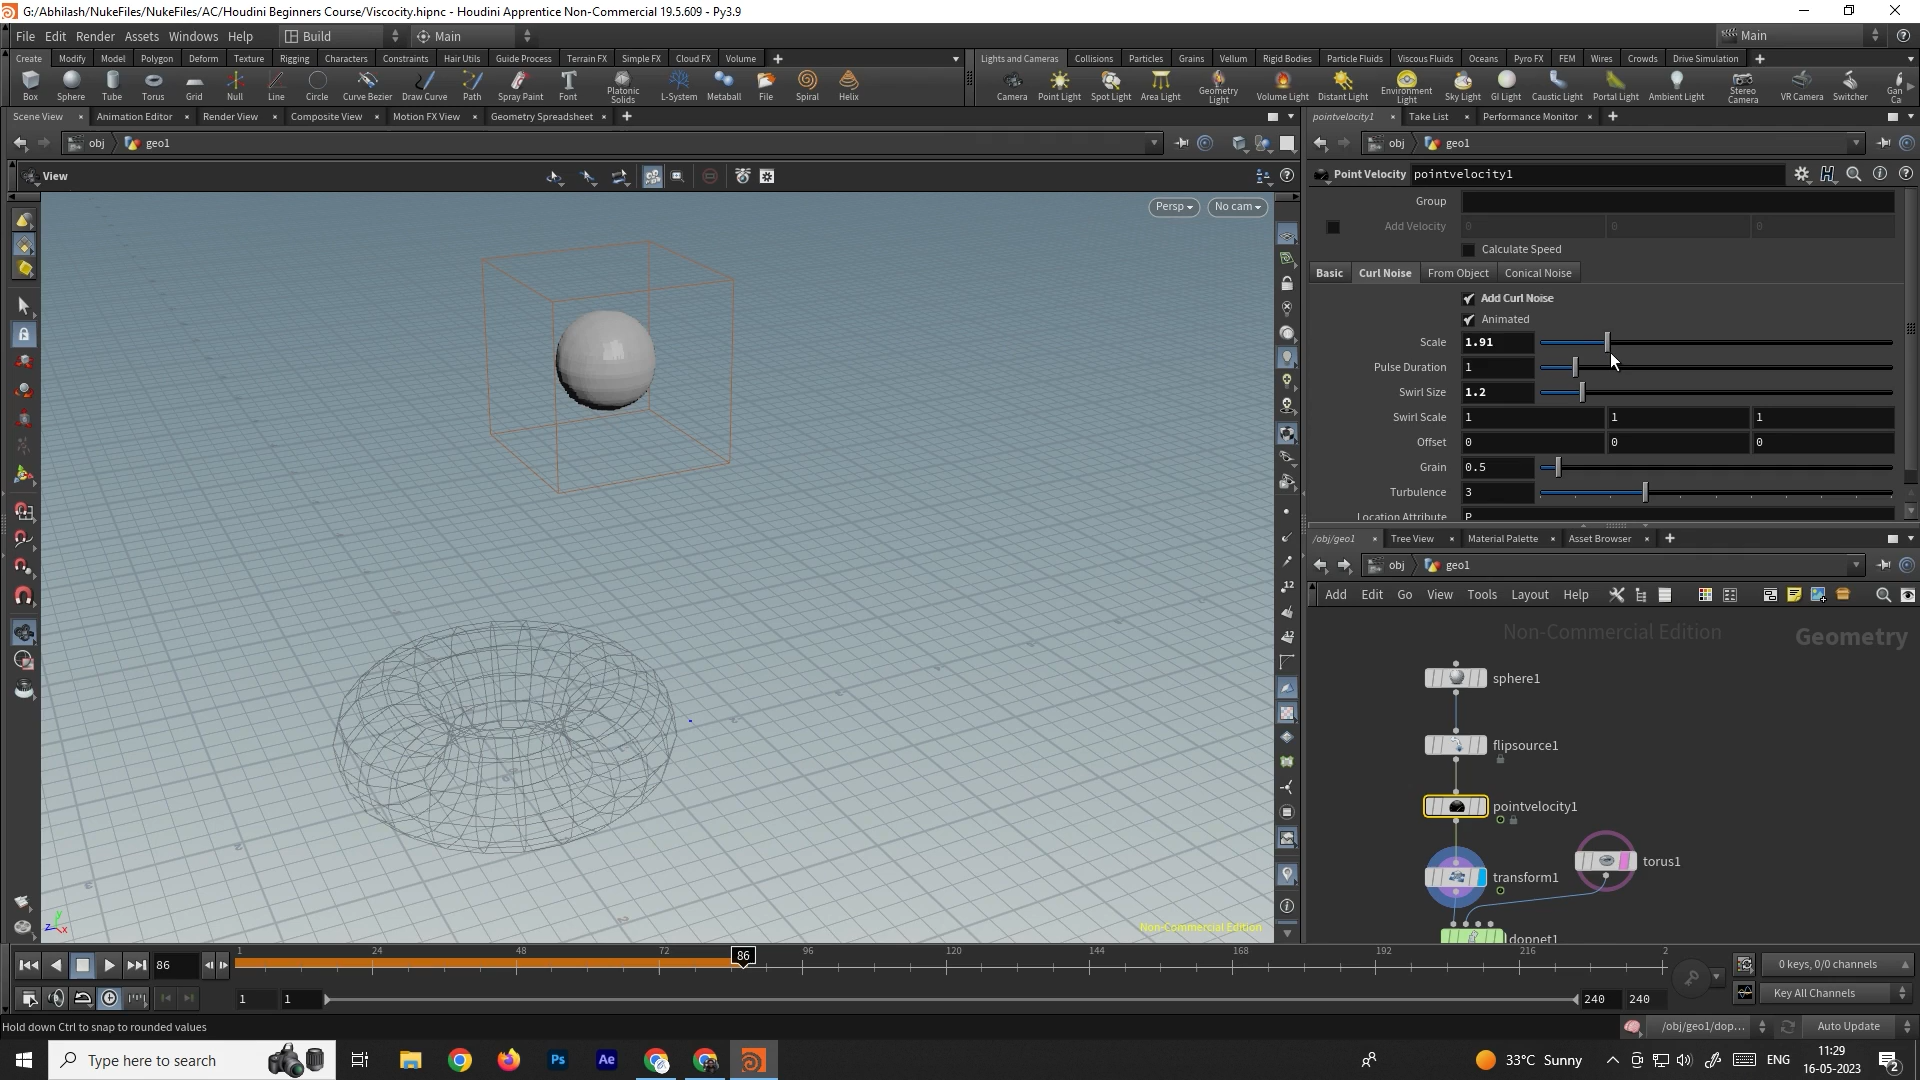 G:/Abhilash/NukeFiles/NukeFiles/AC/Houdini Beginners Course/Viscocity.hipnc - Houdini Apprentice Non-Commercial 19.5.609 - Py3.9
File Edit Render Assets Windows Help Build Main Main
Create Modify Model Polygon Deform Texture Rigging Characters Constraints Hair Utils Guide Process Terrain FX Simple FX Cloud FX Volume
Lights and Cameras Collisions Particles Grains Vellum Rigid Bodies Particle Fluids Viscous Fluids Oceans Pyro FX FEM Wires Crowds Drive Simulation
Box Sphere Tube Torus Grid Null Line Circle Curve Bezier Draw Curve Path Spray Paint Font Platonic Solids L-System Metaball File Spiral Helix
Camera Point Light Spot Light Area Light Geometry Light Volume Light Distant Light Environment Light Sky Light GI Light Caustic Light Portal Light Ambient Light Stereo Camera VR Camera Switcher Gan Ca
Scene View Animation Editor Render View Composite View Motion FX View Geometry Spreadsheet
pointvelocity1 Take List Performance Monitor
obj geo1
obj geo1
View
Persp No cam
Point Velocity pointvelocity1
Group
Add Velocity 0 0 0
Calculate Speed
Basic Curl Noise From Object Conical Noise
Add Curl Noise
Animated
Scale 1.91
Pulse Duration 1
Swirl Size 1.2
Swirl Scale 1 1 1
Offset 0 0 0
Grain 0.5
Turbulence 3
Location Attribute P
/obj/geo1 Tree View Material Palette Asset Browser
obj geo1
Add Edit Go View Tools Layout Help
Non-Commercial Edition Geometry
sphere1
flipsource1
pointvelocity1
torus1
transform1
dopnet1
12
12
z y x
Non-Commercial Edition
86
1 24 48 72 86 96 120 144 168 192 216 2
0 keys, 0/0 channels
1 1 240 240
Key All Channels
Hold down Ctrl to snap to rounded values
/obj/geo1/dop... Auto Update
Type here to search
Ps Ae
33°C Sunny
ENG
11:29
16-05-2023
2